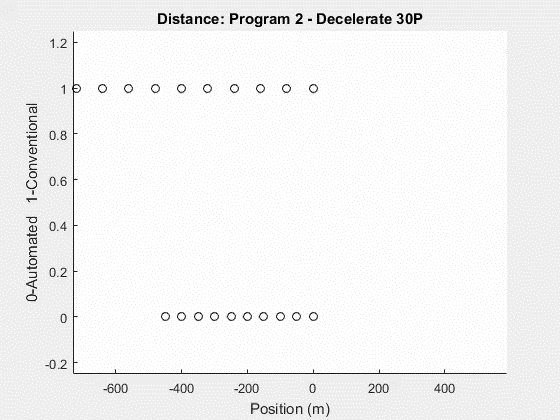 Distance: Program 2 - Decelerate 30P
1.2
1
0.8
0.6
0.4
0.2
0
-0.2
0-Automated 1-Conventional
-600 -400 -200 0 200 400
Position (m)